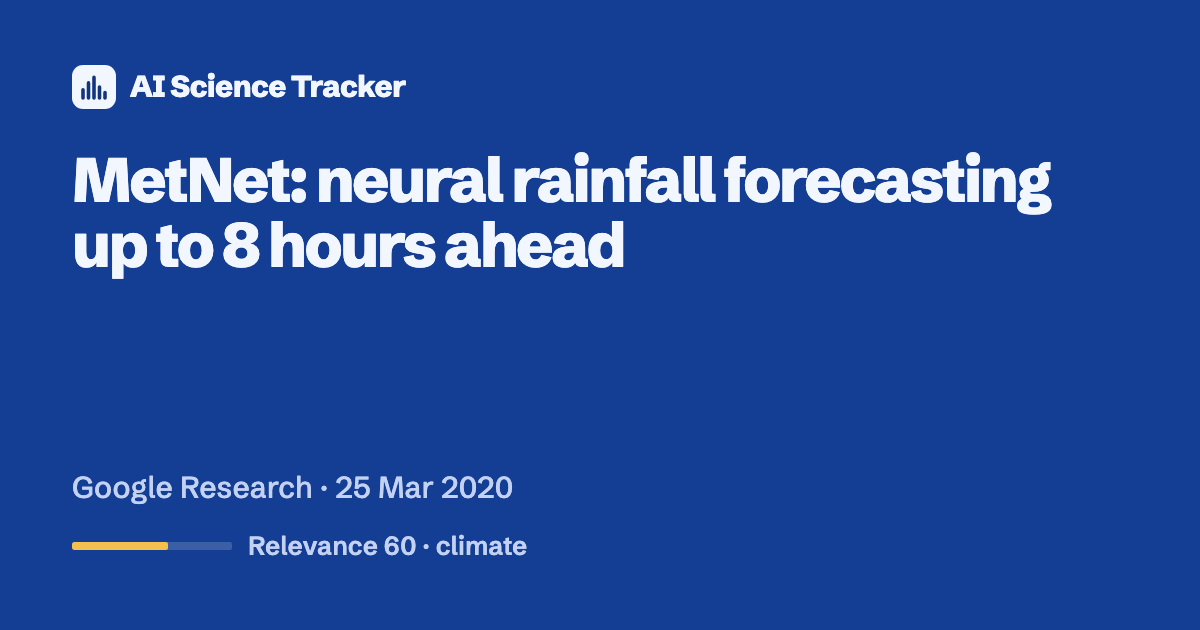 AI Science Tracker
MetNet: neural rainfall forecasting
up to 8 hours ahead
Google Research · 25 Mar 2020
Relevance 60 · climate